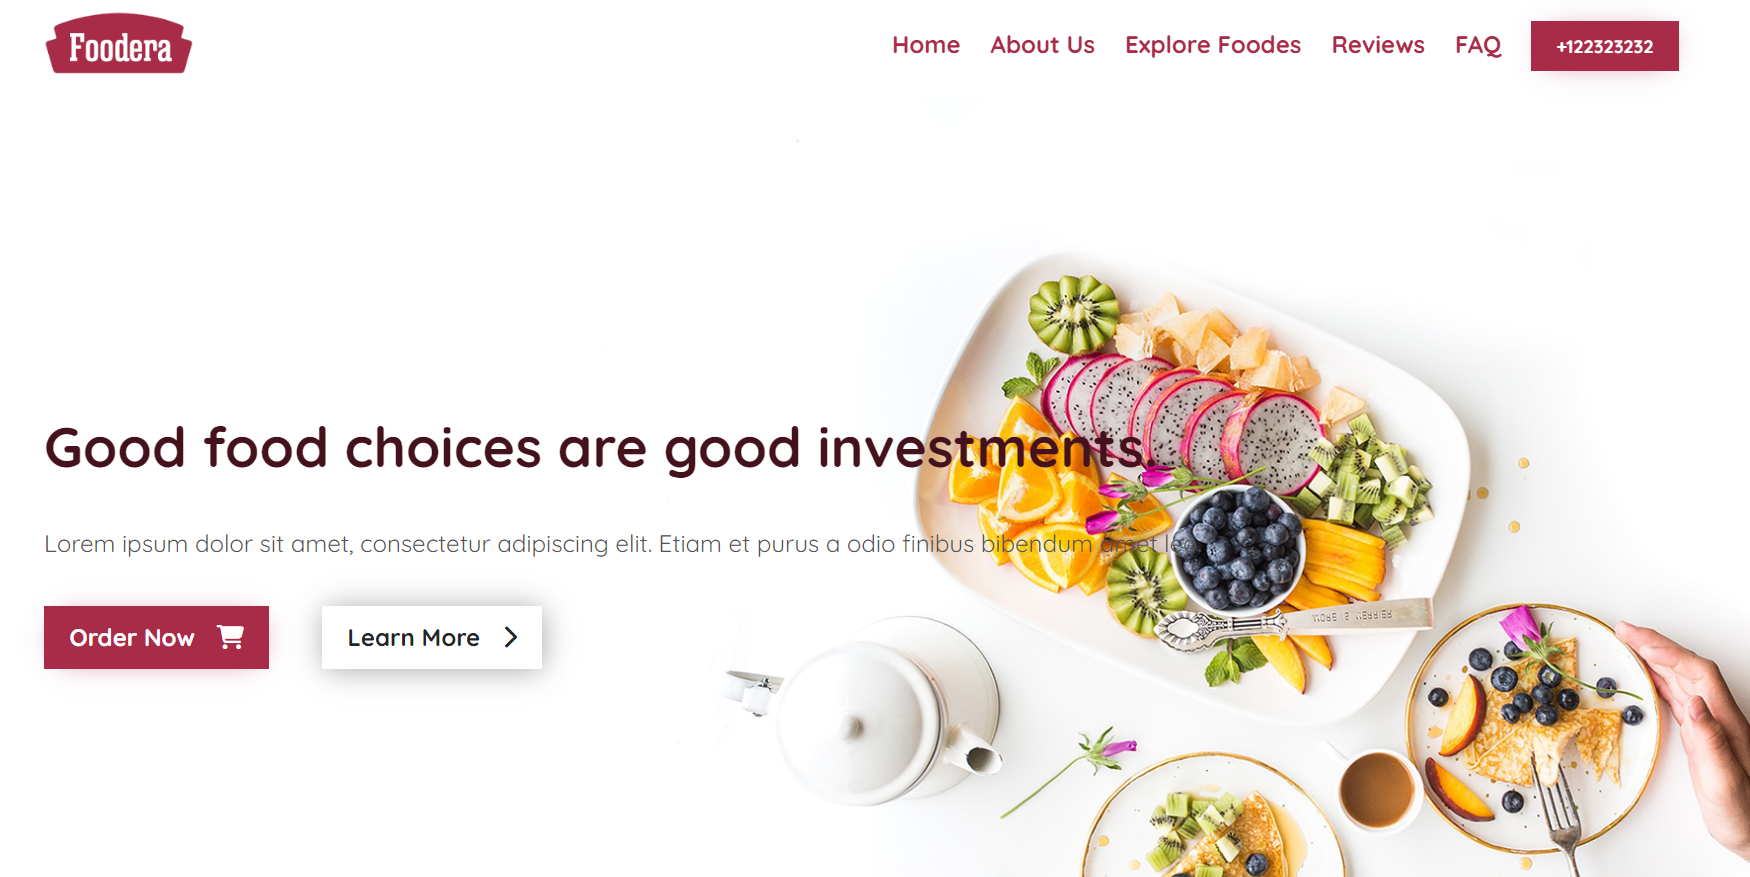 Foodera
Home About Us Explore Foodes Reviews FAQ +122323232
Good food choices are good investments.
Lorem ipsum dolor sit amet, consectetur adipiscing elit. Etiam et purus a odio finibus bibendum amet leo
Order Now
Learn More